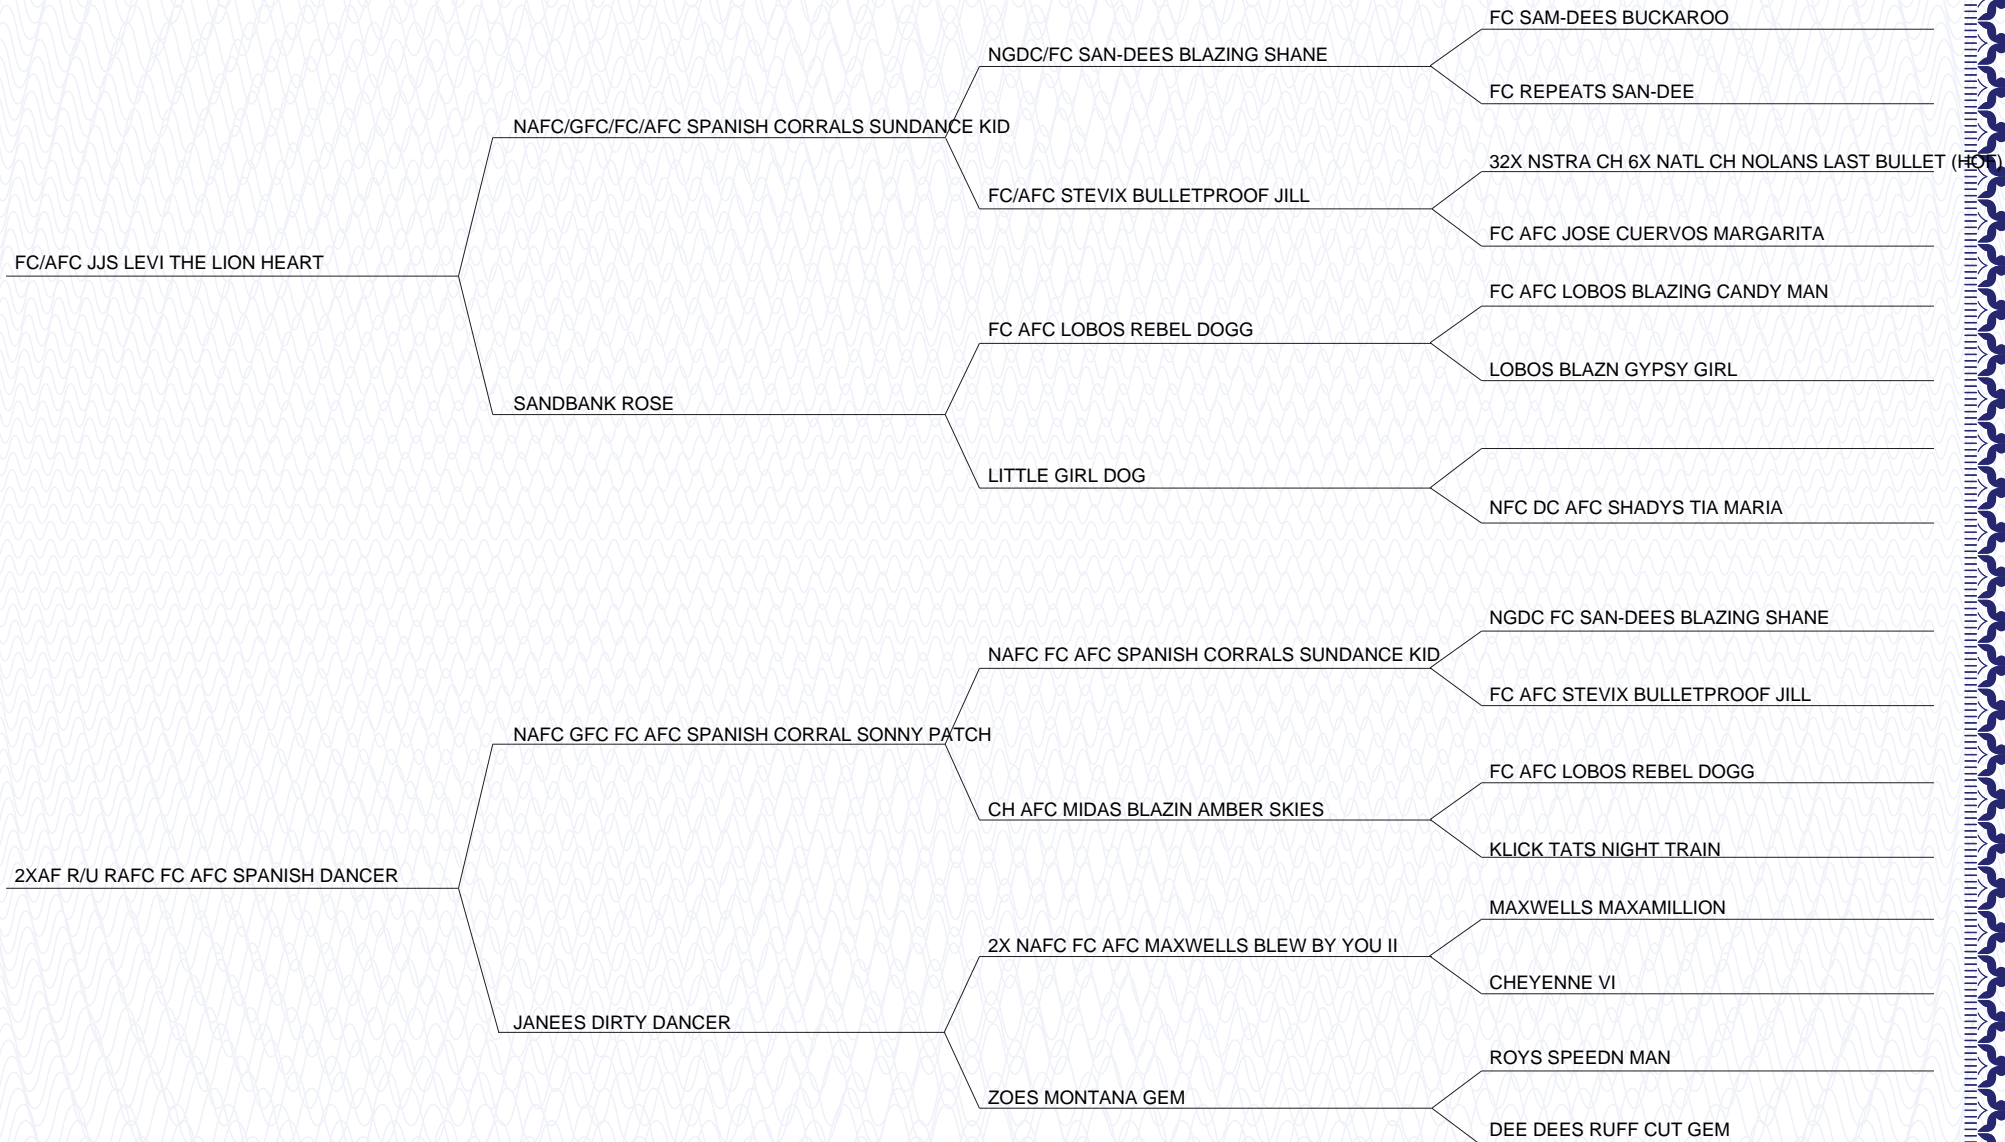 FC SAM-DEES BUCKAROO
NGDC/FC SAN-DEES BLAZING SHANE
FC REPEATS SAN-DEE
NAFC/GFC/FC/AFC SPANISH CORRALS SUNDANCE KID
32X NSTRA CH 6X NATL CH NOLANS LAST BULLET (HOF)
FC/AFC STEVIX BULLETPROOF JILL
FC AFC JOSE CUERVOS MARGARITA
FC/AFC JJS LEVI THE LION HEART
FC AFC LOBOS BLAZING CANDY MAN
FC AFC LOBOS REBEL DOGG
LOBOS BLAZN GYPSY GIRL
SANDBANK ROSE
LITTLE GIRL DOG
NFC DC AFC SHADYS TIA MARIA
NGDC FC SAN-DEES BLAZING SHANE
NAFC FC AFC SPANISH CORRALS SUNDANCE KID
FC AFC STEVIX BULLETPROOF JILL
NAFC GFC FC AFC SPANISH CORRAL SONNY PATCH
FC AFC LOBOS REBEL DOGG
CH AFC MIDAS BLAZIN AMBER SKIES
KLICK TATS NIGHT TRAIN
2XAF R/U RAFC FC AFC SPANISH DANCER
MAXWELLS MAXAMILLION
2X NAFC FC AFC MAXWELLS BLEW BY YOU II
CHEYENNE VI
JANEES DIRTY DANCER
ROYS SPEEDN MAN
ZOES MONTANA GEM
DEE DEES RUFF CUT GEM